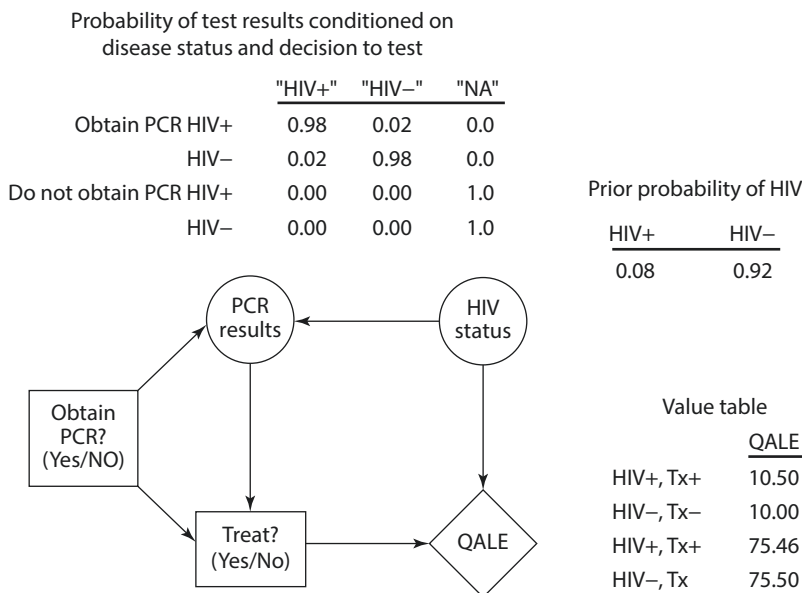 Probability of test results conditioned on
disease status and decision to test
"HIV+" "HIV−" "NA"
Obtain PCR HIV+ 0.98 0.02 0.0
HIV− 0.02 0.98 0.0
Do not obtain PCR HIV+ 0.00 0.00 1.0
HIV− 0.00 0.00 1.0
Prior probability of HIV
HIV+ HIV−
0.08 0.92
PCR
results
HIV
status
Obtain
PCR?
(Yes/NO)
Treat?
(Yes/No)
QALE
Value table
QALE
HIV+, Tx+ 10.50
HIV−, Tx− 10.00
HIV+, Tx+ 75.46
HIV−, Tx 75.50